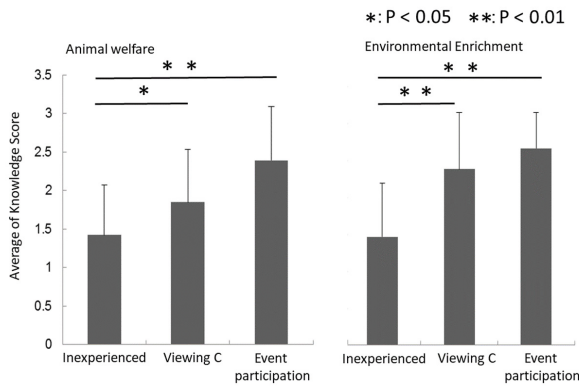 *: P < 0.05 **: P < 0.01
Animal welfare
* *
*
3.5
3
2.5
2
1.5
1
0.5
0
Average of Knowledge Score
Inexperienced Viewing C Event
participation
Environmental Enrichment
* *
* *
Inexperienced Viewing C Event
participation